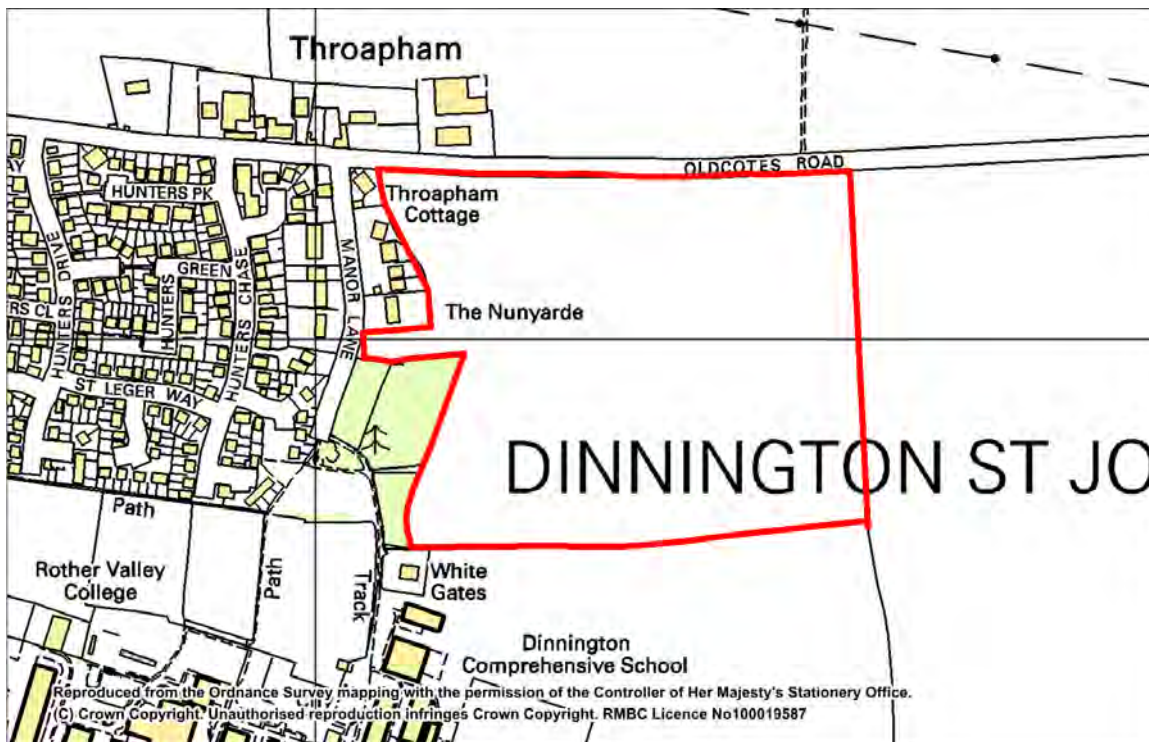 Throapham
OLDCOTES ROAD
AY
HUNTERS PK
Throapham
Cottage
HUNTERS DRIVE
GREEN
HUNTERS
HUNTERS CHASE
MANOR LANE
ERS CL
The Nunyarde
ST LEGER WAY
DINNINGTON ST JO
Path
Rother Valley
College
Path
Track
White
Gates
Dinnington
Comprehensive School
Reproduced from the Ordnance Survey mapping with the permission of the Controller of Her Majesty's Stationery Office.
C) Crown Copyright. Unauthorised reproduction infringes Crown Copyright. RMBC Licence No100019587